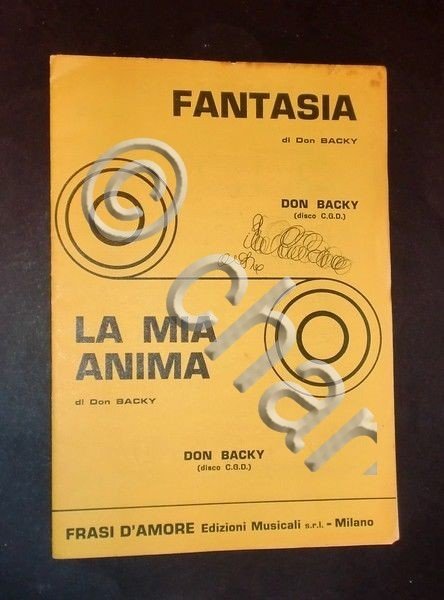 FANTASIA
di Don BACKY
DON BACKY
(disco C.G.D.)
LA MIA
ANIMA
di Don BACKY
DON BACKY
(disco C.G.D.)
FRASI D'AMORE Edizioni Musicali s.r.l. - Milano
© char